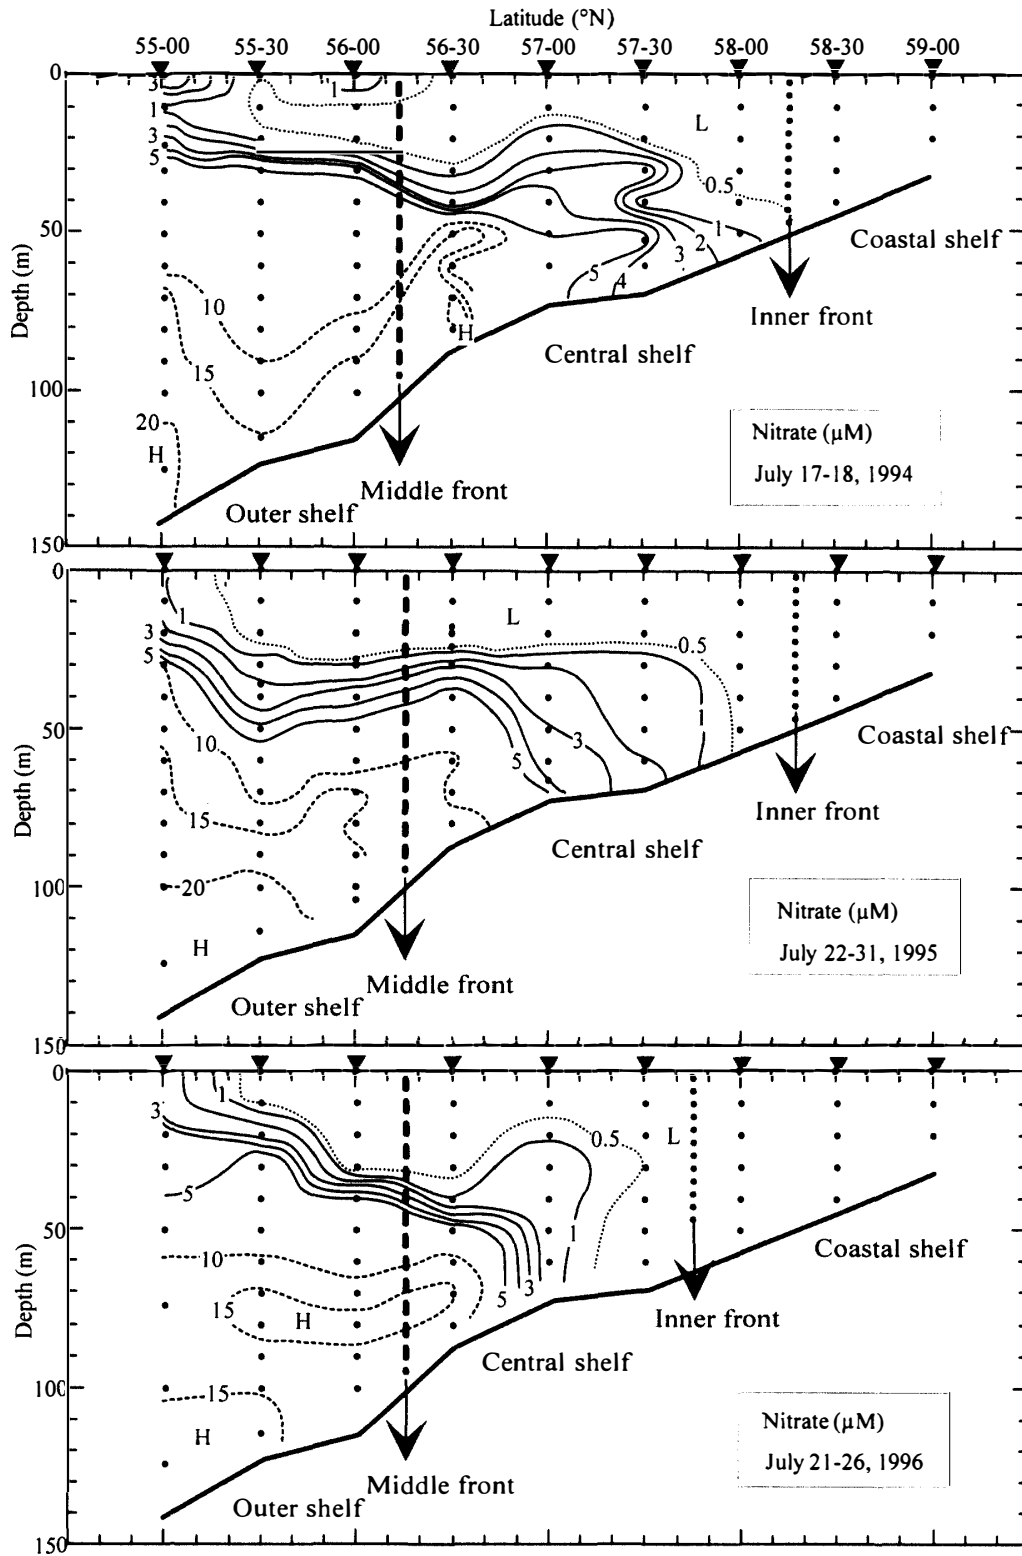 Latitude (°N)
55-00 55-30 56-00 56-30 57-00 57-30 58-00 58-30 59-00
0
3
1
1
3
5
L
0.5
50
1
2
3
5
4
Coastal shelf
Depth (m)
10
Inner front
H
Central shelf
15
100
20
H
Nitrate (μM)
July 17-18, 1994
Middle front
Outer shelf
150
0
1
L
3
5
0.5
50
10
3
5
Coastal shelf
Depth (m)
15
Inner front
Central shelf
100
20
H
Nitrate (μM)
July 22-31, 1995
Middle front
Outer shelf
150
0
1
3
0.5
L
5
50
1
10
Coastal shelf
Depth (m)
15
H
5
3
Inner front
Central shelf
100
15
H
Nitrate (μM)
July 21-26, 1996
Middle front
Outer shelf
150